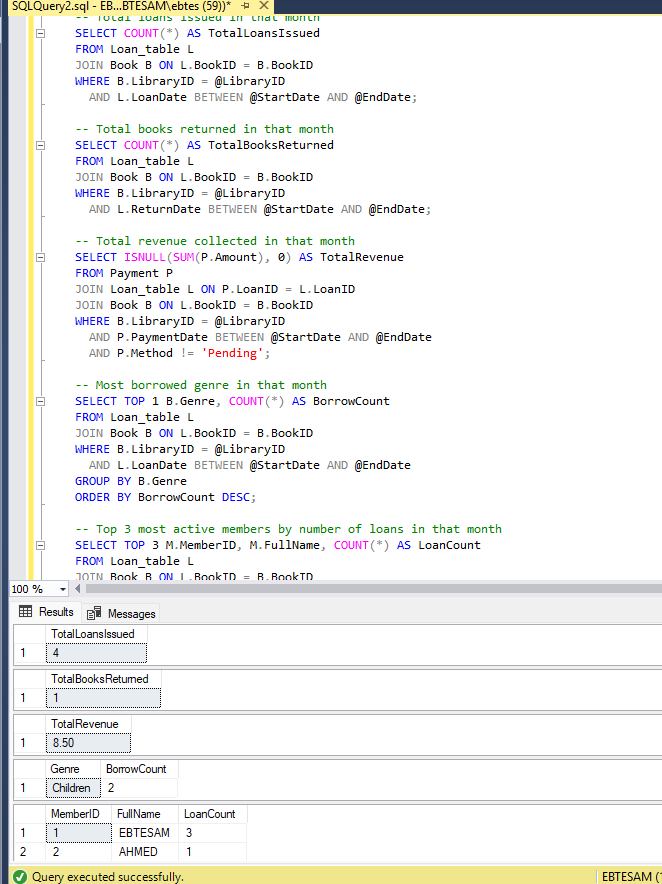 SQLQuery2.sql - EB...BTESAM\ebtes (59))*
-- Total loans issued in that month
SELECT COUNT(*) AS TotalLoansIssued
FROM Loan_table L
JOIN Book B ON L.BookID = B.BookID
WHERE B.LibraryID = @LibraryID
AND L.LoanDate BETWEEN @StartDate AND @EndDate;
-- Total books returned in that month
SELECT COUNT(*) AS TotalBooksReturned
FROM Loan_table L
JOIN Book B ON L.BookID = B.BookID
WHERE B.LibraryID = @LibraryID
AND L.ReturnDate BETWEEN @StartDate AND @EndDate;
-- Total revenue collected in that month
SELECT ISNULL(SUM(P.Amount), 0) AS TotalRevenue
FROM Payment P
JOIN Loan_table L ON P.LoanID = L.LoanID
JOIN Book B ON L.BookID = B.BookID
WHERE B.LibraryID = @LibraryID
AND P.PaymentDate BETWEEN @StartDate AND @EndDate
AND P.Method != 'Pending';
-- Most borrowed genre in that month
SELECT TOP 1 B.Genre, COUNT(*) AS BorrowCount
FROM Loan_table L
JOIN Book B ON L.BookID = B.BookID
WHERE B.LibraryID = @LibraryID
AND L.LoanDate BETWEEN @StartDate AND @EndDate
GROUP BY B.Genre
ORDER BY BorrowCount DESC;
-- Top 3 most active members by number of loans in that month
SELECT TOP 3 M.MemberID, M.FullName, COUNT(*) AS LoanCount
FROM Loan_table L
JOIN Book B ON L.BookID = B.BookID
100 %
Results Messages
TotalLoansIssued
1 4
TotalBooksReturned
1 1
TotalRevenue
1 8.50
Genre BorrowCount
1 Children 2
MemberID FullName LoanCount
1 1 EBTESAM 3
2 2 AHMED 1
Query executed successfully. EBTESAM (1